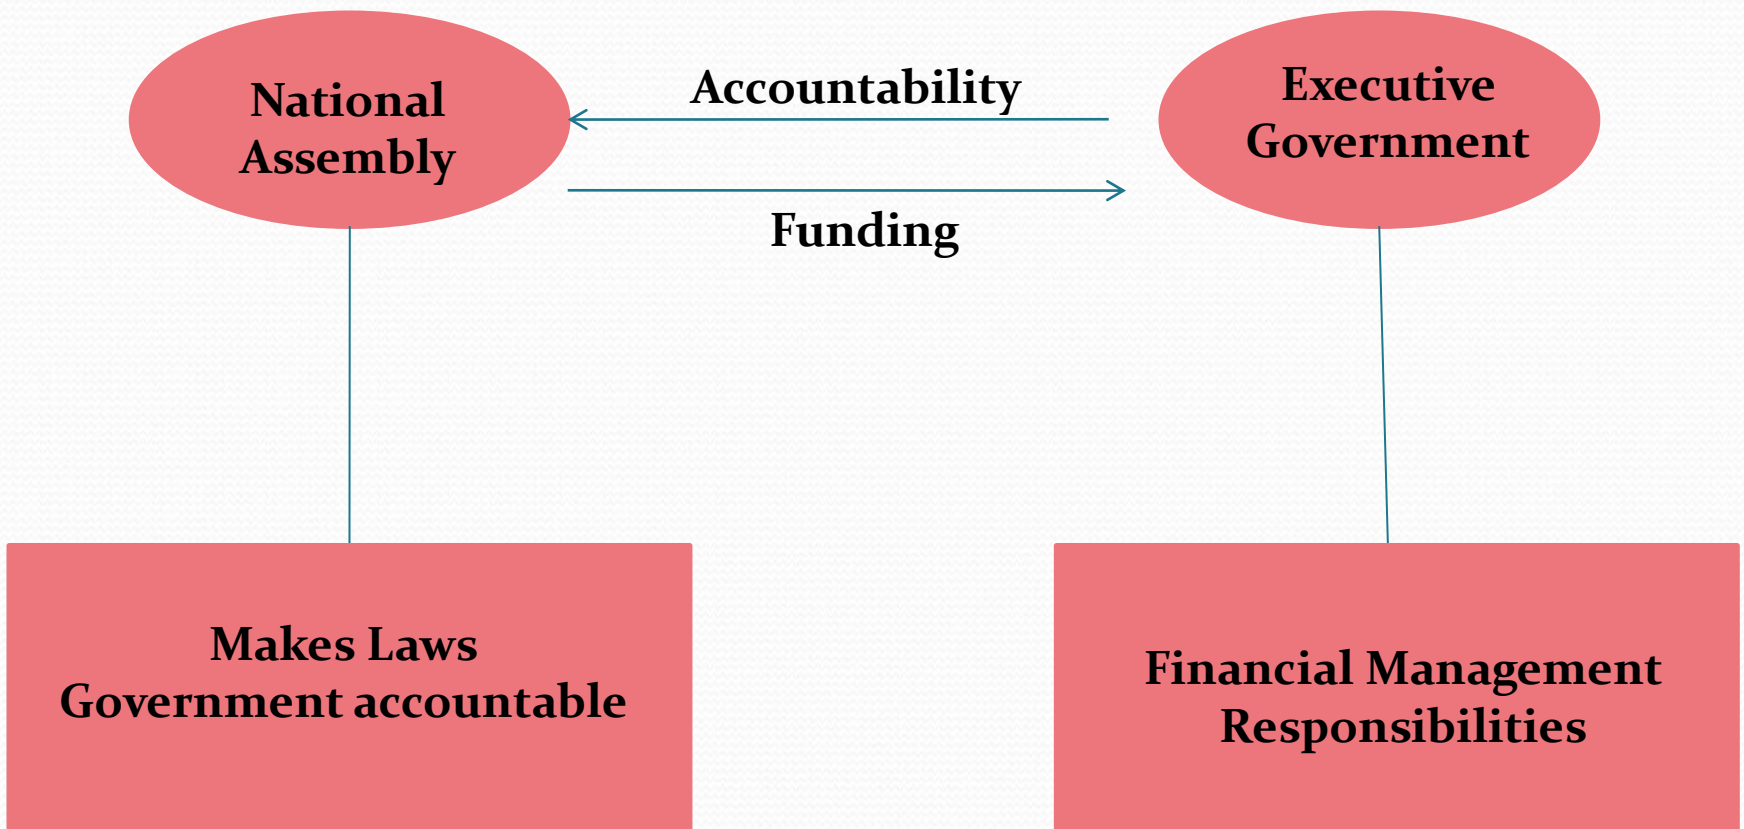 National
Assembly
Accountability
Funding
Executive
Government
Makes Laws
Government accountable
Financial Management
Responsibilities